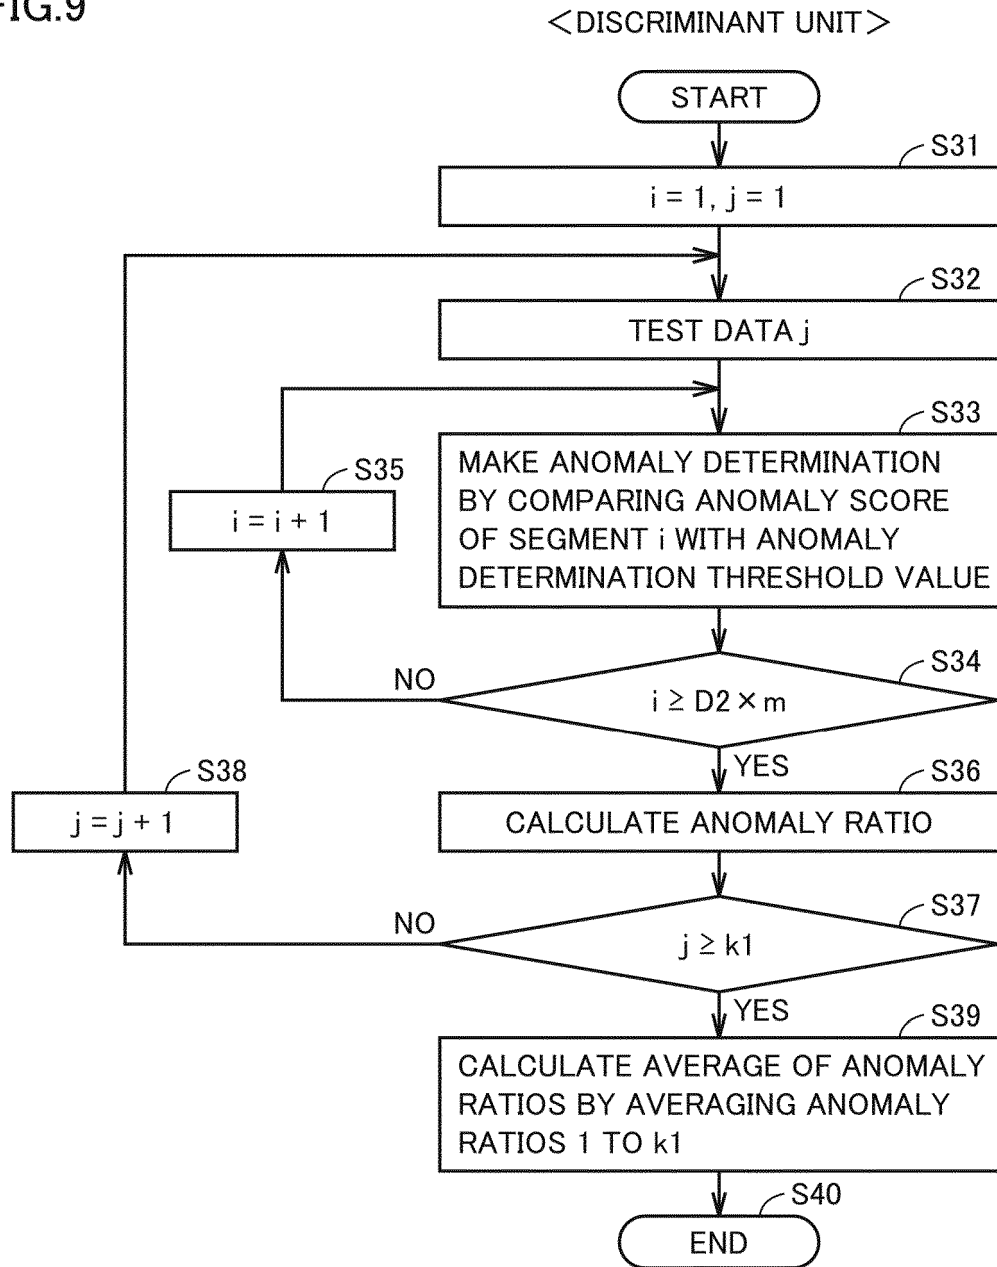 FIG.9
<DISCRIMINANT UNIT>
START
S31
i = 1, j = 1
S32
TEST DATA j
S33
MAKE ANOMALY DETERMINATION
BY COMPARING ANOMALY SCORE
OF SEGMENT i WITH ANOMALY
DETERMINATION THRESHOLD VALUE
S35
i = i + 1
S34
NO
i ≥ D2 × m
YES
S38
j = j + 1
S36
CALCULATE ANOMALY RATIO
S37
NO
j ≥ k1
YES
S39
CALCULATE AVERAGE OF ANOMALY
RATIOS BY AVERAGING ANOMALY
RATIOS 1 TO k1
S40
END